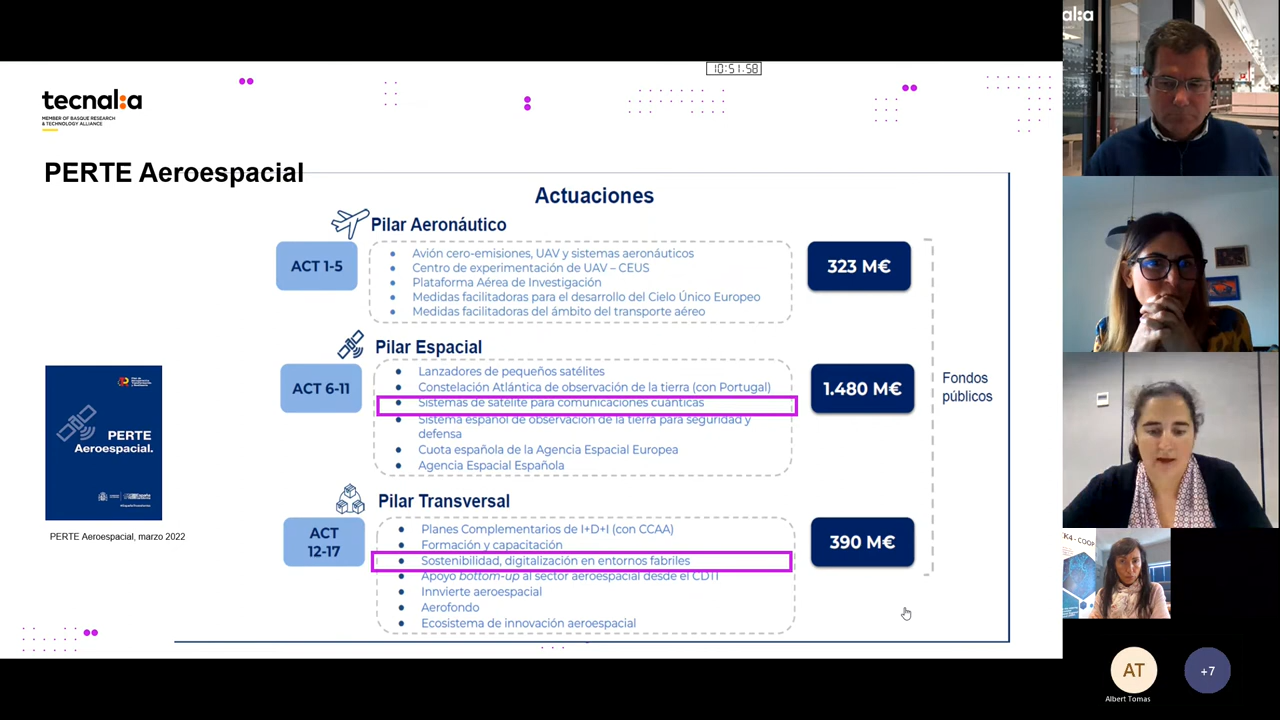 10:51:58
tecnal:a
MEMBER OF BASQUE RESEARCH
& TECHNOLOGY ALLIANCE
PERTE Aeroespacial
Actuaciones
Pilar Aeronáutico
ACT 1-5
Avión cero-emisiones, UAV y sistemas aeronáuticos
Centro de experimentación de UAV – CEUS
Plataforma Aérea de Investigación
Medidas facilitadoras para el desarrollo del Cielo Único Europeo
Medidas facilitadoras del ámbito del transporte aéreo
323 M€
Pilar Espacial
ACT 6-11
Lanzadores de pequeños satélites
Constelación Atlántica de observación de la tierra (con Portugal)
Sistemas de satélite para comunicaciones cuánticas
Sistema español de observación de la tierra para seguridad y
defensa
Cuota española de la Agencia Espacial Europea
Agencia Espacial Española
1.480 M€
Fondos
públicos
Pilar Transversal
ACT
12-17
Planes Complementarios de I+D+I (con CCAA)
Formación y capacitación
Sostenibilidad, digitalización en entornos fabriles
Apoyo bottom-up al sector aeroespacial desde el CDTI
Innvierte aeroespacial
Aerofondo
Ecosistema de innovación aeroespacial
390 M€
PERTE
Aeroespacial.
PERTE Aeroespacial, marzo 2022
al:a
K4-COOP
AT
Albert Tomas
+7